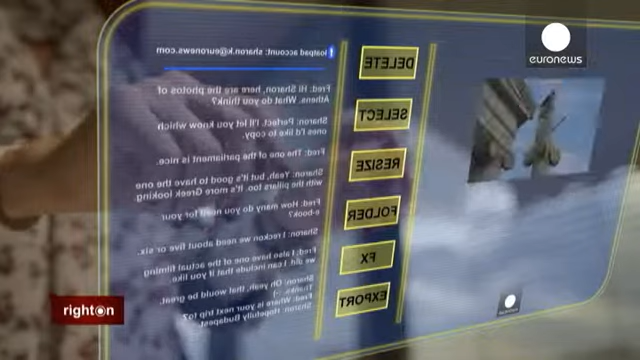 floatpad account: sharon.k@euronews.com
Fred: Hi Sharon, here are the photos of
Athens. What do you think?
Sharon: Perfect. I'll let you know which
ones I'd like to copy.
Fred: The one of the parliament is nice.
Sharon: Yeah, but it's good to have the one
with the pillars too. It's more Greek looking
Fred: How many do you need for your
e-book?
Sharon: I reckon we need about five or six.
Fred: I also have one of the actual filming
we did. I can include that if you like.
Sharon: Oh yeah, that would be great.
Thanks. :-)
Fred: Where is your next trip to?
Sharon: Hopefully Budapest.
DELETE
SELECT
RESIZE
FOLDER
FX
EXPORT
euronews
right on